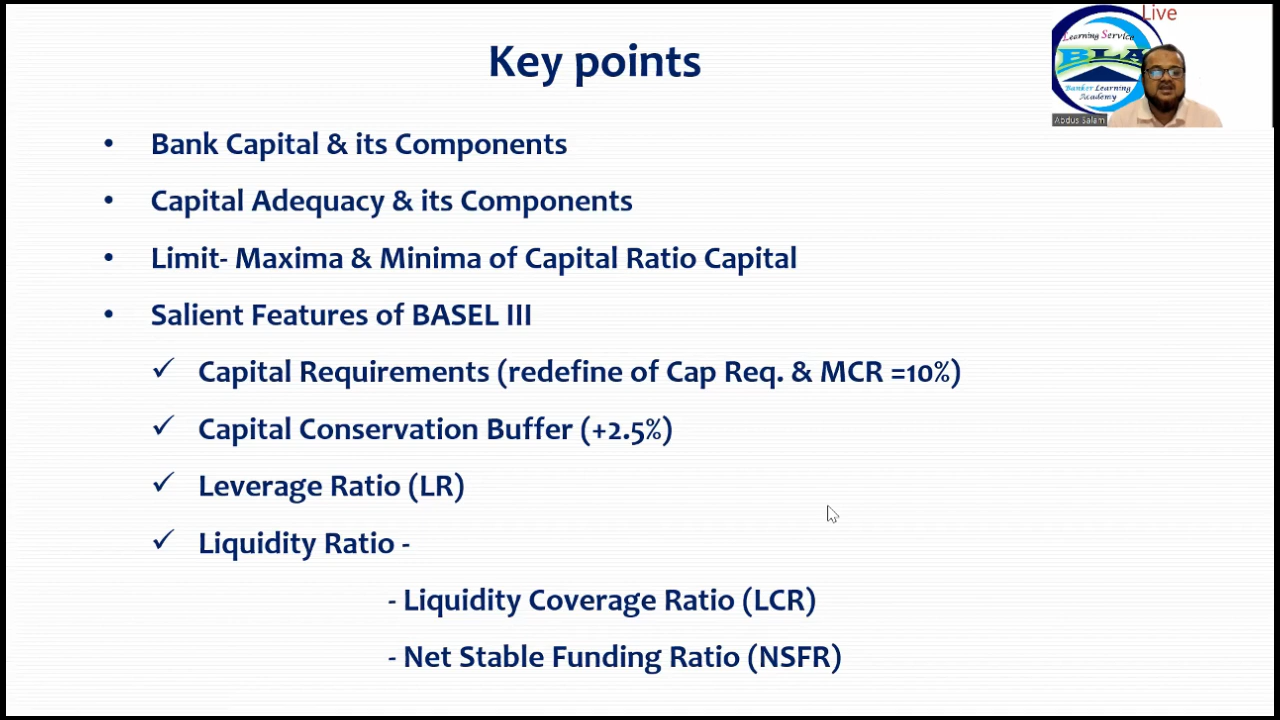 Live
Learning Service
BLA
Banker Learning
Academy
Abdus Salam
Key points
• Bank Capital & its Components
• Capital Adequacy & its Components
• Limit- Maxima & Minima of Capital Ratio Capital
• Salient Features of BASEL III
✓ Capital Requirements (redefine of Cap Req. & MCR =10%)
✓ Capital Conservation Buffer (+2.5%)
✓ Leverage Ratio (LR)
✓ Liquidity Ratio -
- Liquidity Coverage Ratio (LCR)
- Net Stable Funding Ratio (NSFR)